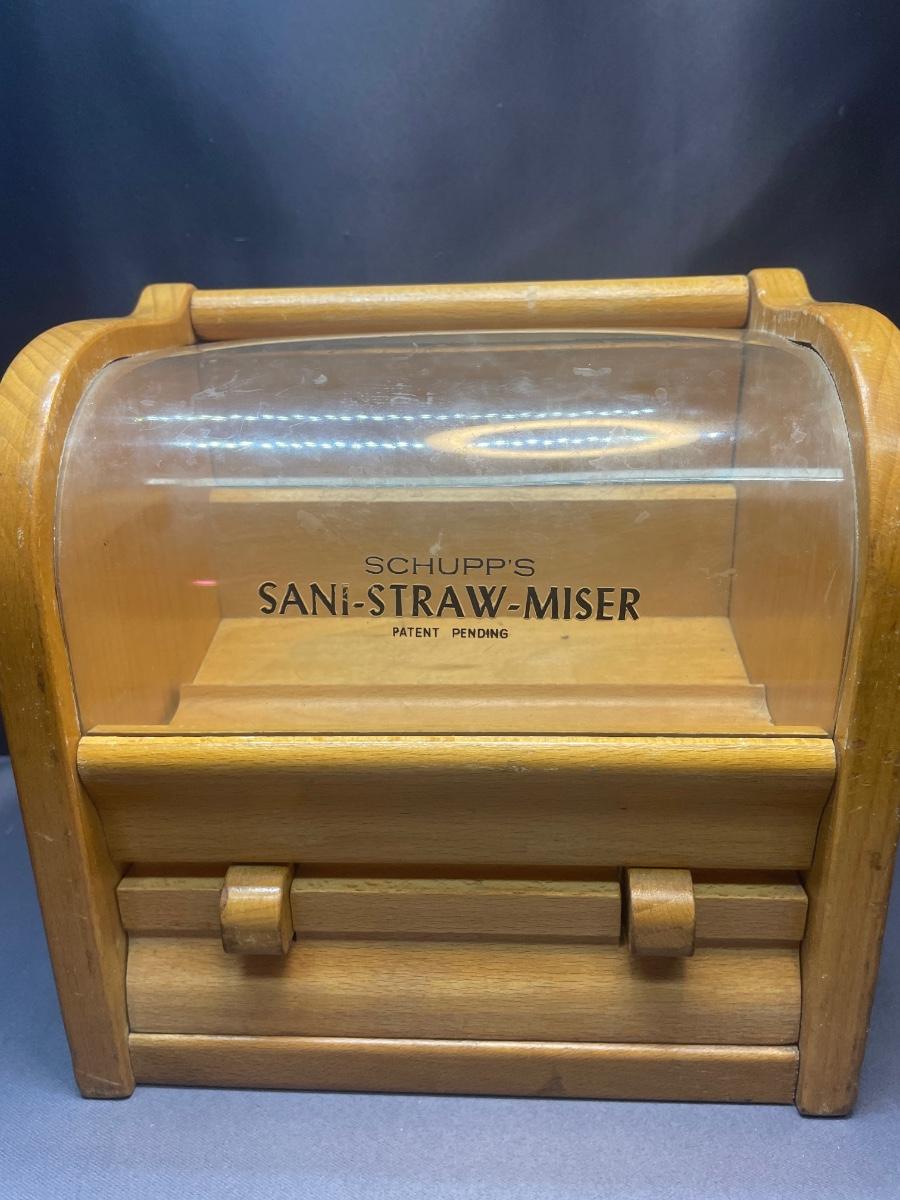 SCHUPP'S
SANI-STRAW-MISER
PATENT PENDING